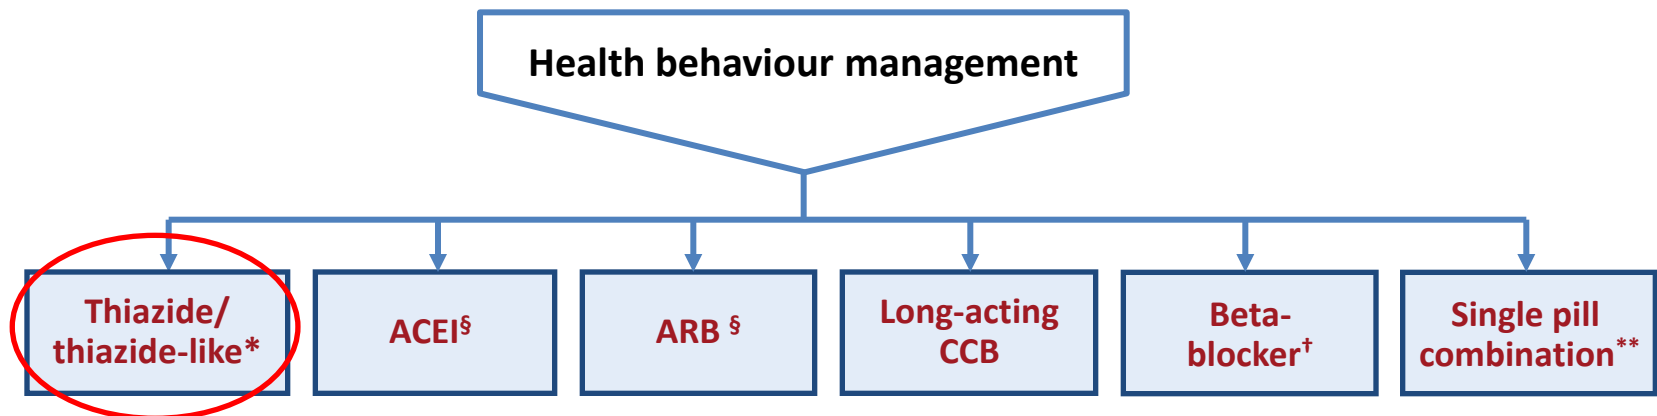 Health behaviour management
Thiazide/
thiazide-like*
ACEI§
ARB §
Long-acting
CCB
Beta-
blocker†
Single pill
combination**